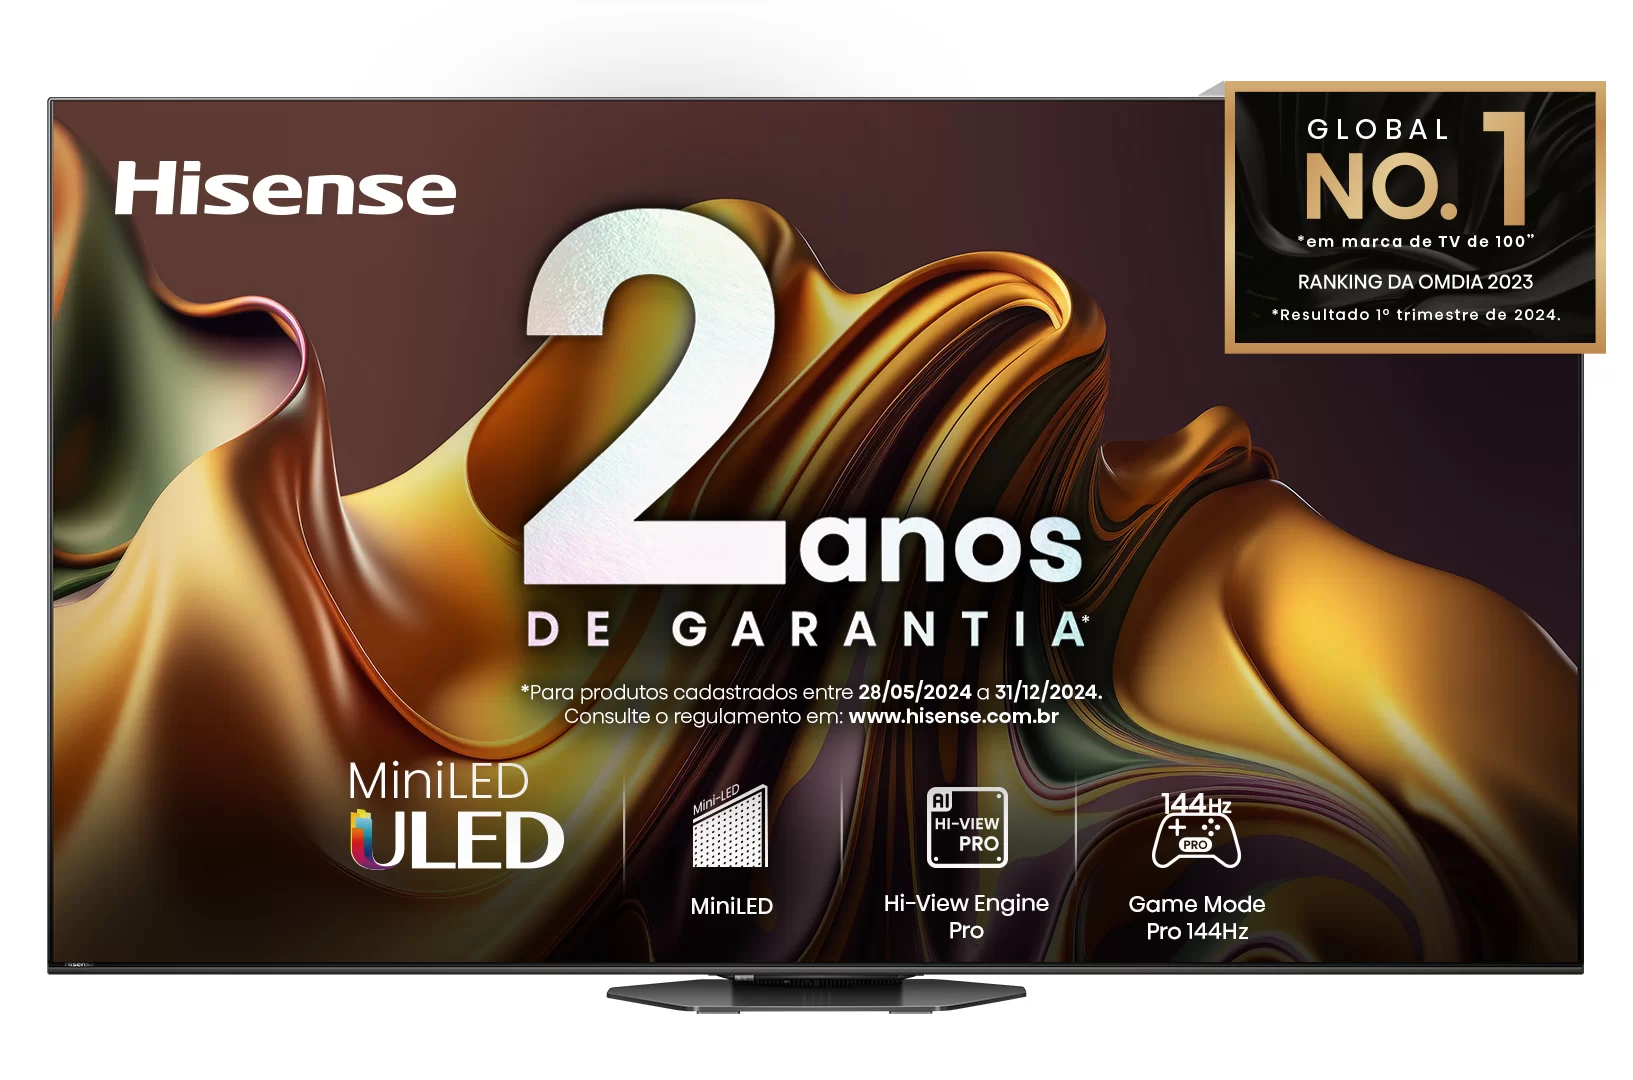 Hisense
GLOBAL
NO. 1
*em marca de TV de 100”
RANKING DA OMDIA 2023
*Resultado 1º trimestre de 2024.
2 anos
DE GARANTIA*
*Para produtos cadastrados entre 28/05/2024 a 31/12/2024.
Consulte o regulamento em: www.hisense.com.br
MiniLED
ULED
Mini-LED
MiniLED
AI
HI-VIEW
PRO
Hi-View Engine
Pro
144Hz
PRO
Game Mode
Pro 144Hz
Hisense